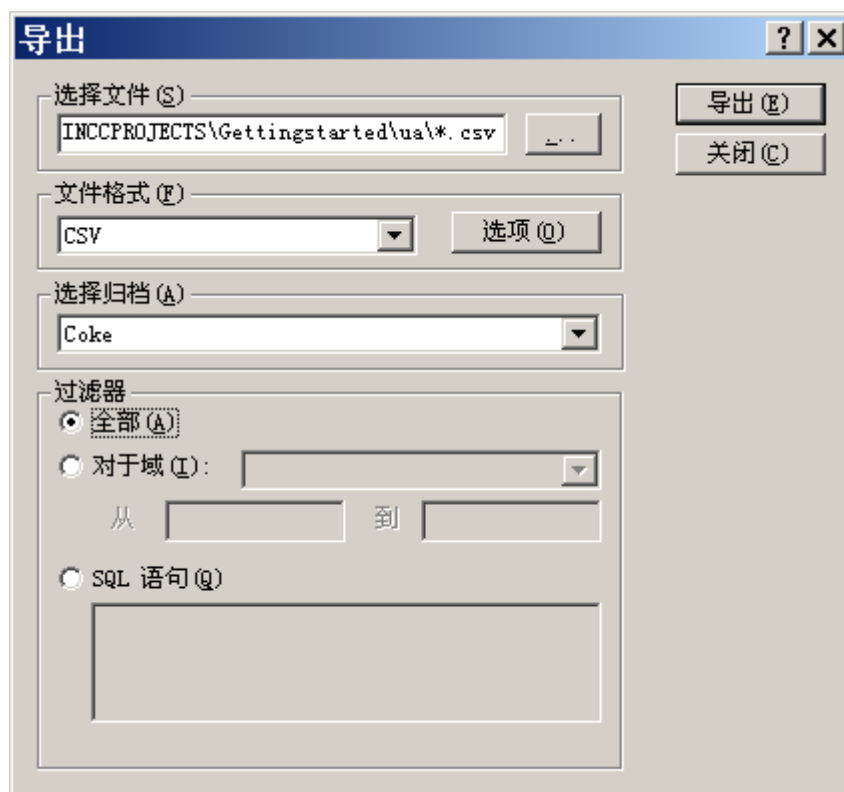 导出
选择文件(S)
INCCPROJECTS\Gettingstarted\ua\*.csv
...
导出(E)
关闭(C)
文件格式(F)
CSV
选项(O)
选择归档(A)
Coke
过滤器
全部(A)
对于域(I):
从
到
SQL 语句(Q)